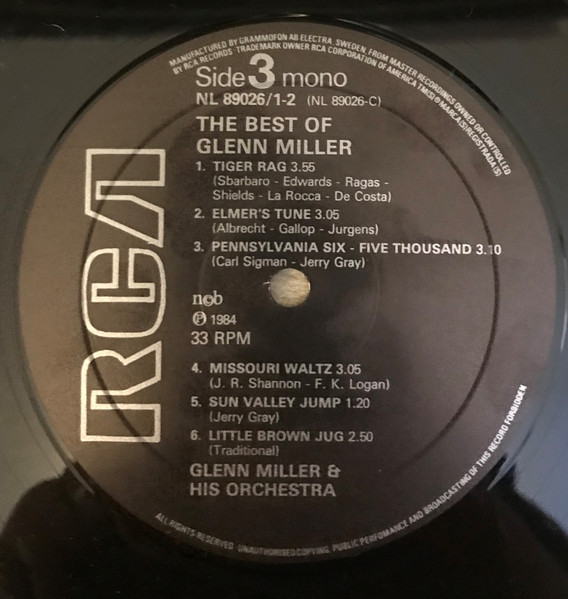 MANUFACTURED BY GRAMMOFON AB ELECTRA, SWEDEN, FROM MASTER RECORDINGS OWNED OR CONTROLLED
BY RCA RECORDS · TRADEMARK OWNER RCA CORPORATION OF AMERICA TM(S) ® MARCA(S) REGISTRADA(S)
Side 3 mono
NL 89026/1-2 (NL 89026-C)
THE BEST OF
GLENN MILLER
1. TIGER RAG 3.55
(Sbarbaro - Edwards - Ragas -
Shields - La Rocca - De Costa)
2. ELMER'S TUNE 3.05
(Albrecht - Gallop - Jurgens)
3. PENNSYLVANIA SIX - FIVE THOUSAND 3.10
(Carl Sigman - Jerry Gray)
RCA
n©b
℗ 1984
33 RPM
4. MISSOURI WALTZ 3.05
(J. R. Shannon - F. K. Logan)
5. SUN VALLEY JUMP 1.20
(Jerry Gray)
6. LITTLE BROWN JUG 2.50
(Traditional)
GLENN MILLER &
HIS ORCHESTRA
ALL RIGHTS RESERVED. UNAUTHORISED COPYING, PUBLIC PERFOMANCE AND BROADCASTING OF THIS RECORD FORBIDDEN